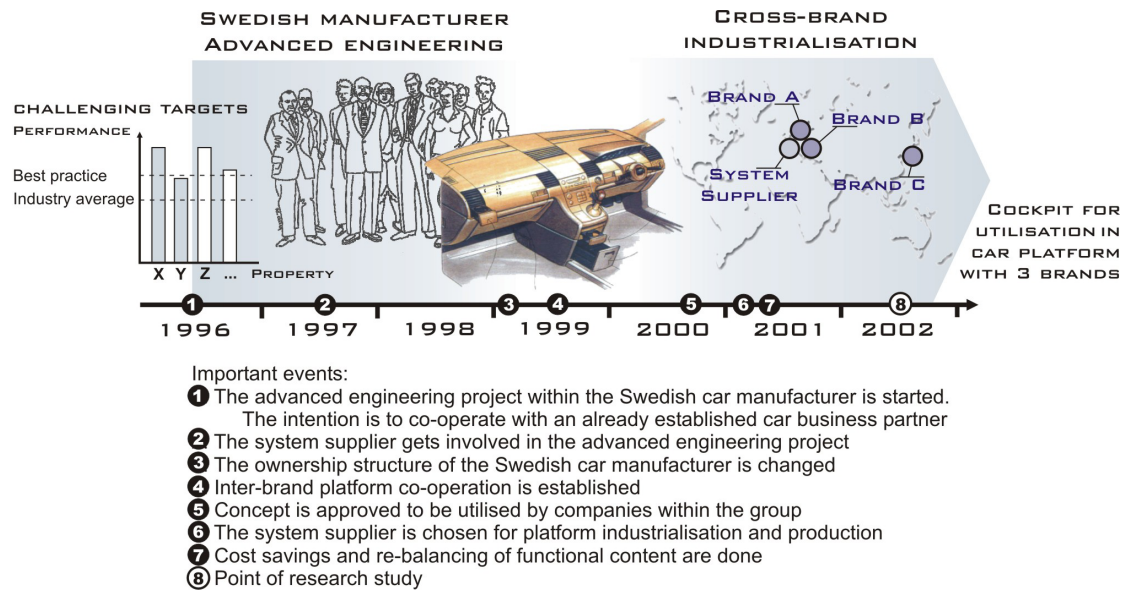 SWEDISH MANUFACTURER
ADVANCED ENGINEERING
CROSS-BRAND
INDUSTRIALISATION
CHALLENGING TARGETS
PERFORMANCE
Best practice
Industry average
X Y Z ... PROPERTY
BRAND A
BRAND B
SYSTEM
SUPPLIER
BRAND C
COCKPIT FOR
UTILISATION IN
CAR PLATFORM
WITH 3 BRANDS
1 2 3 4 5 6 7 8
1996 1997 1998 1999 2000 2001 2002
Important events:
1 The advanced engineering project within the Swedish car manufacturer is started.
The intention is to co-operate with an already established car business partner
2 The system supplier gets involved in the advanced engineering project
3 The ownership structure of the Swedish car manufacturer is changed
4 Inter-brand platform co-operation is established
5 Concept is approved to be utilised by companies within the group
6 The system supplier is chosen for platform industrialisation and production
7 Cost savings and re-balancing of functional content are done
8 Point of research study